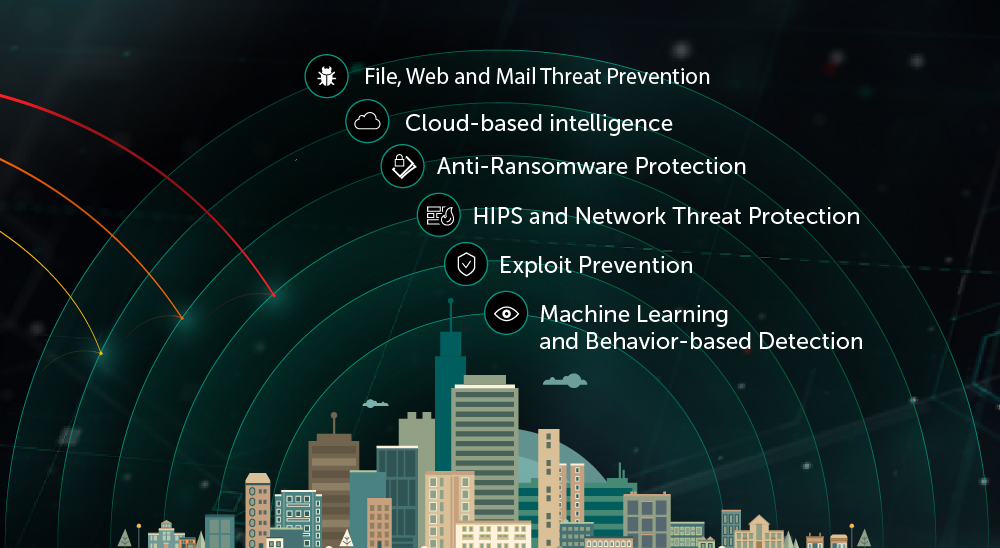 File, Web and Mail Threat Prevention
Cloud-based intelligence
Anti-Ransomware Protection
HIPS and Network Threat Protection
Exploit Prevention
Machine Learning
and Behavior-based Detection